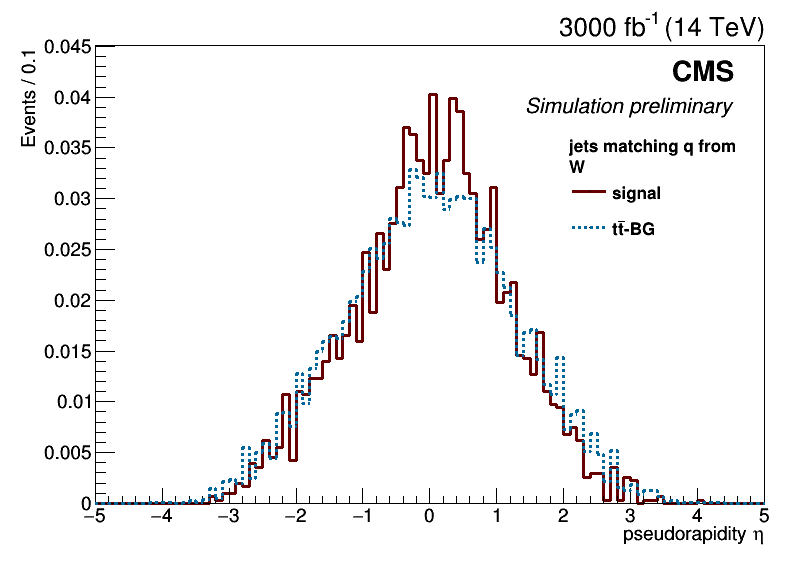 3000 fb⁻¹ (14 TeV)
Events / 0.1
CMS
Simulation preliminary
jets matching q from
W
signal
tt̄-BG
0.045
0.04
0.035
0.03
0.025
0.02
0.015
0.01
0.005
0
−5 −4 −3 −2 −1 0 1 2 3 4 5
pseudorapidity η